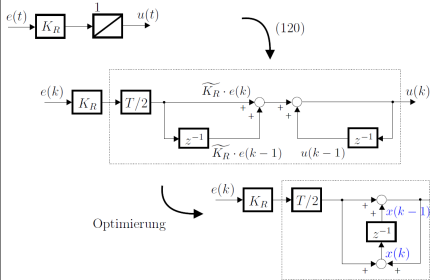 e(t)
K_R
1
u(t)
(120)
e(k)
K_R
T/2
\widetilde{K_R} · e(k)
+
+
+
+
u(k)
z^{-1}
\widetilde{K_R} · e(k − 1)
u(k − 1)
z^{-1}
Optimierung
e(k)
K_R
T/2
+
+
x(k − 1)
z^{-1}
x(k)
+
+